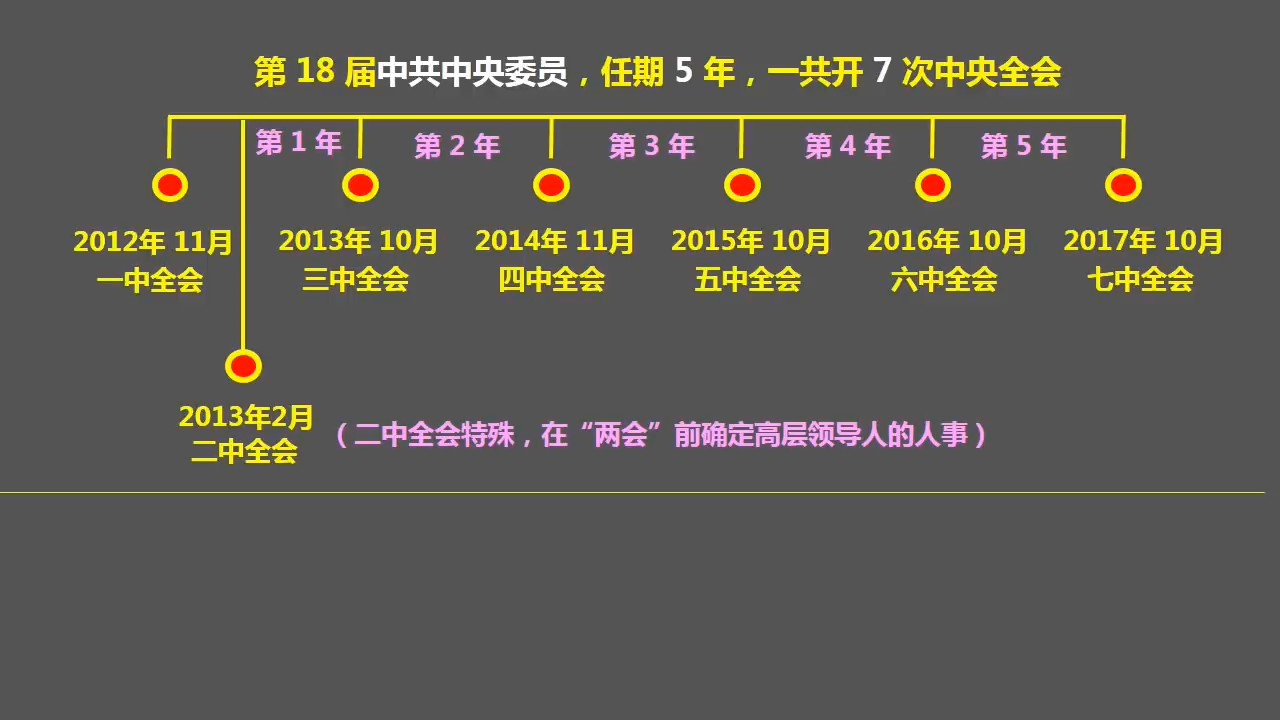 第 18 届中共中央委员，任期 5 年，一共开 7 次中央全会
第 1 年
第 2 年
第 3 年
第 4 年
第 5 年
2012年 11月
一中全会
2013年 10月
三中全会
2014年 11月
四中全会
2015年 10月
五中全会
2016年 10月
六中全会
2017年 10月
七中全会
2013年2月
二中全会
（二中全会特殊，在“两会”前确定高层领导人的人事）